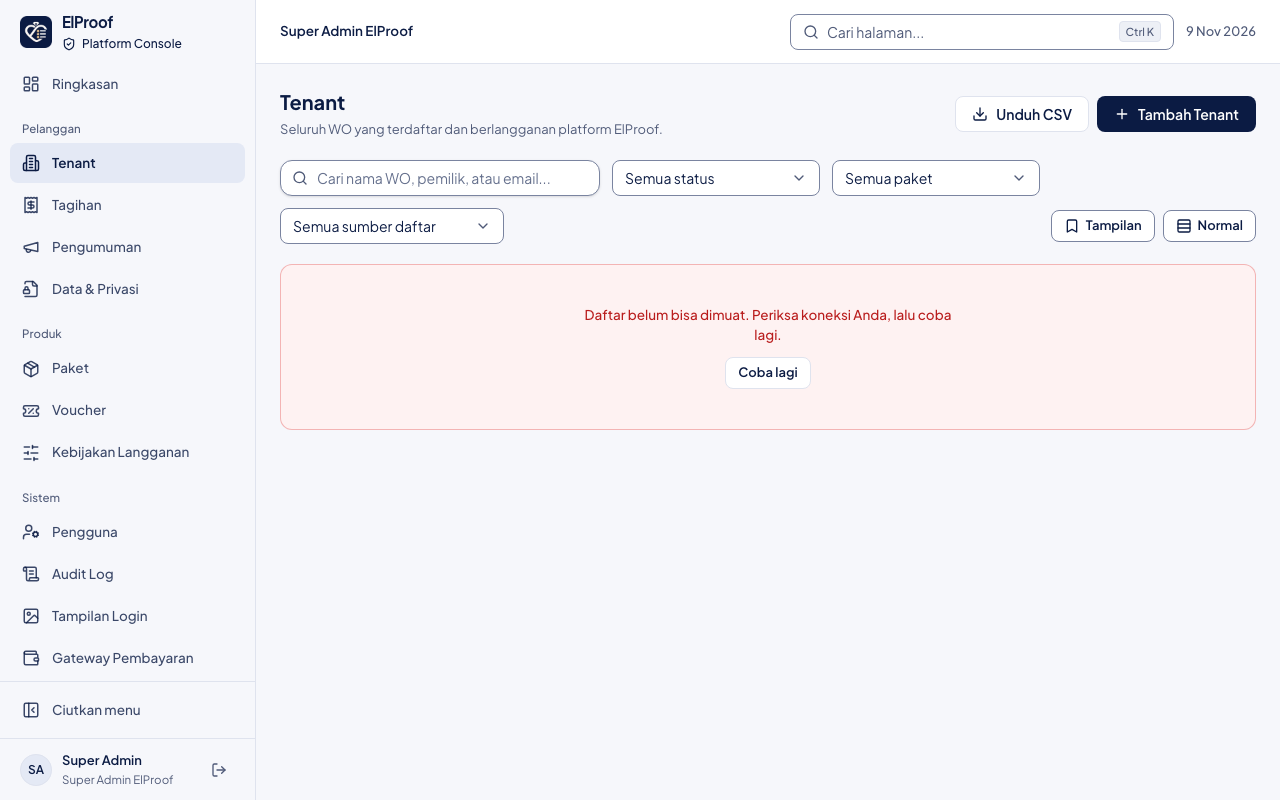 ElProof
Platform Console
Ringkasan
Pelanggan
Tenant
Tagihan
Pengumuman
Data & Privasi
Produk
Paket
Voucher
Kebijakan Langganan
Sistem
Pengguna
Audit Log
Tampilan Login
Gateway Pembayaran
Ciutkan menu
SA
Super Admin
Super Admin ElProof
Super Admin ElProof
Cari halaman...
Ctrl K
9 Nov 2026
Tenant
Seluruh WO yang terdaftar dan berlangganan platform ElProof.
Unduh CSV
Tambah Tenant
Cari nama WO, pemilik, atau email...
Semua status
Semua paket
Semua sumber daftar
Tampilan
Normal
Daftar belum bisa dimuat. Periksa koneksi Anda, lalu coba
lagi.
Coba lagi